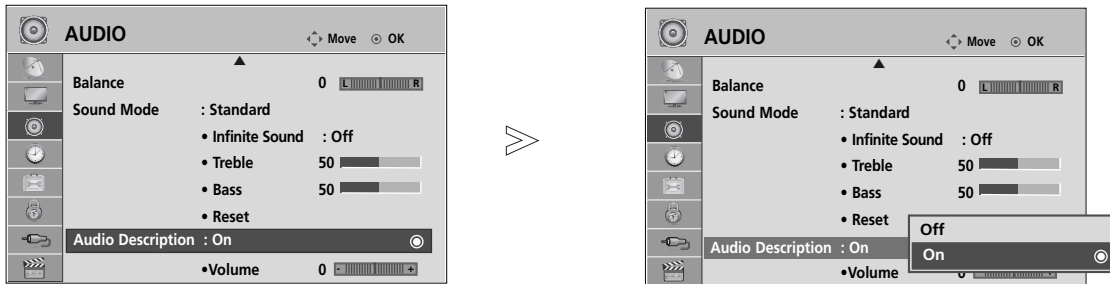 AUDIO Move OK
Balance 0 L R
Sound Mode : Standard
• Infinite Sound : Off
• Treble 50
• Bass 50
• Reset
Audio Description : On
•Volume 0 - +
AUDIO Move OK
Balance 0 L R
Sound Mode : Standard
• Infinite Sound : Off
• Treble 50
• Bass 50
• Reset
Off
Audio Description : On
On
•Volume 0